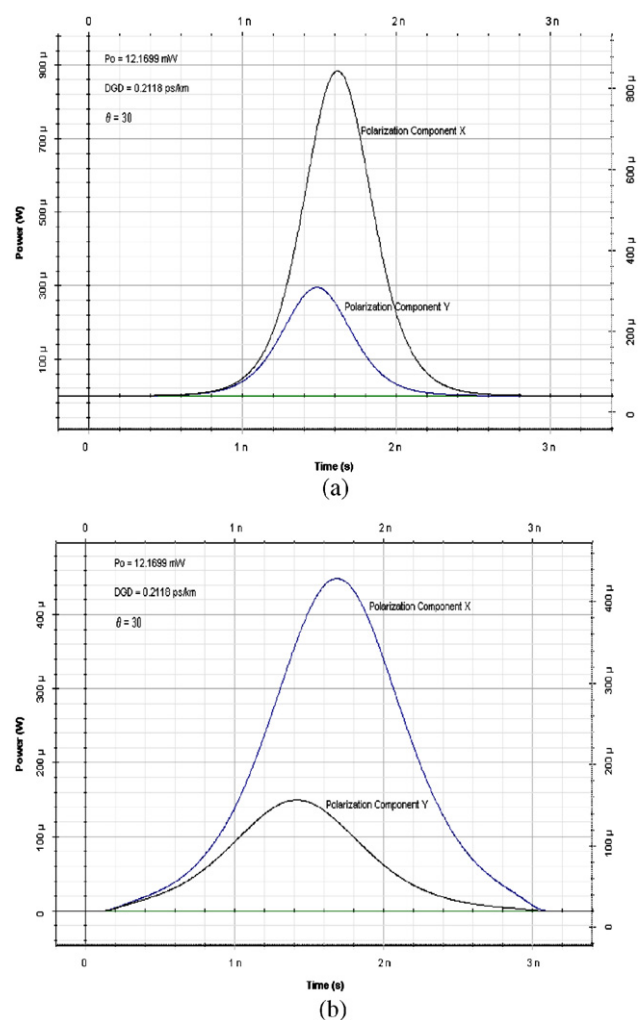 0 1 n 2 n 3 n
Po = 12.1699 mW
DGD = 0.2118 ps/km
θ = 30
Polarization Component X
Polarization Component Y
Power (W)
900 µ
700 µ
500 µ
300 µ
100 µ
800 µ
600 µ
400 µ
200 µ
0
0 1 n 2 n 3 n
Time (s)
(a)
0 1 n 2 n 3 n
Po = 12.1699 mW
DGD = 0.2118 ps/km
θ = 30
Polarization Component X
Polarization Component Y
Power (W)
400 µ
300 µ
200 µ
100 µ
0
400 µ
300 µ
200 µ
100 µ
0
0 1 n 2 n 3 n
Time (s)
(b)